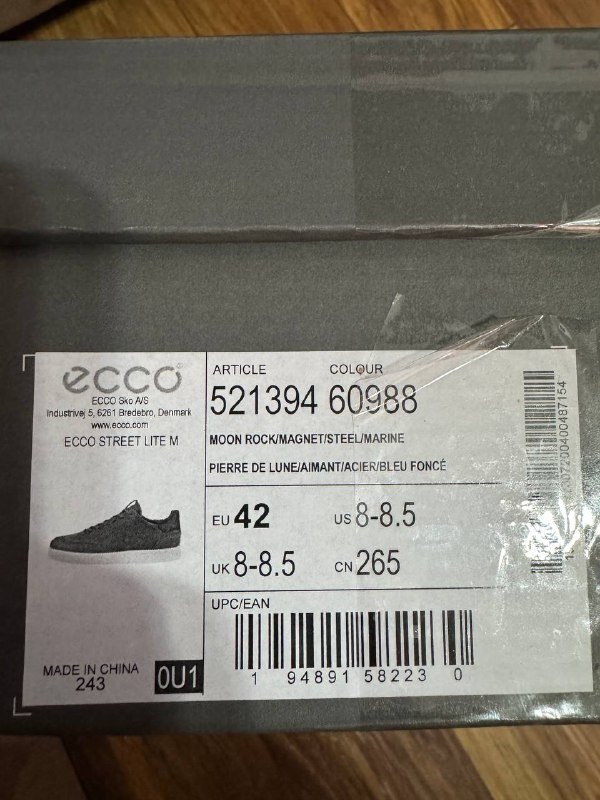 ecco
ECCO Sko A/S
Industrivej 5, 6261 Bredebro, Denmark
www.ecco.com
ECCO STREET LITE M
ARTICLE COLOUR
521394 60988
MOON ROCK/MAGNET/STEEL/MARINE
PIERRE DE LUNE/AIMANT/ACIER/BLEU FONCÉ
EU 42 US 8-8.5
UK 8-8.5 CN 265
UPC/EAN
1 94891 58223 0
MADE IN CHINA
243
0U1